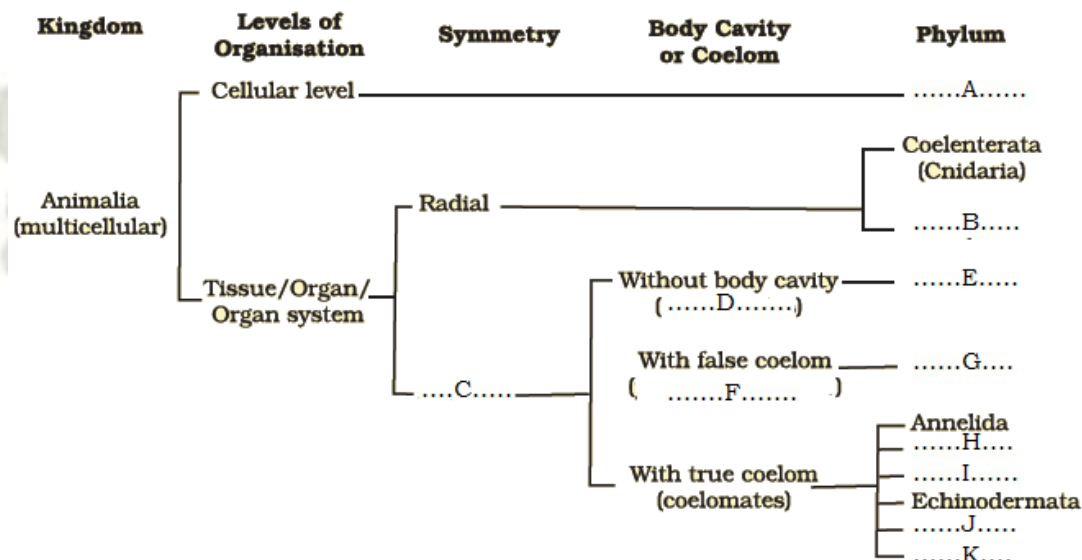 Kingdom
Levels of
Organisation
Symmetry
Body Cavity
or Coelom
Phylum
Cellular level
......A......
Coelenterata
(Cnidaria)
Animalia
(multicellular)
Radial
......B.....
Tissue/Organ/
Organ system
Without body cavity
( ......D.......)
......E.....
With false coelom
( .......F....... )
......G....
....C.....
Annelida
......H....
With true coelom
(coelomates)
......I......
Echinodermata
......J.....
......K....